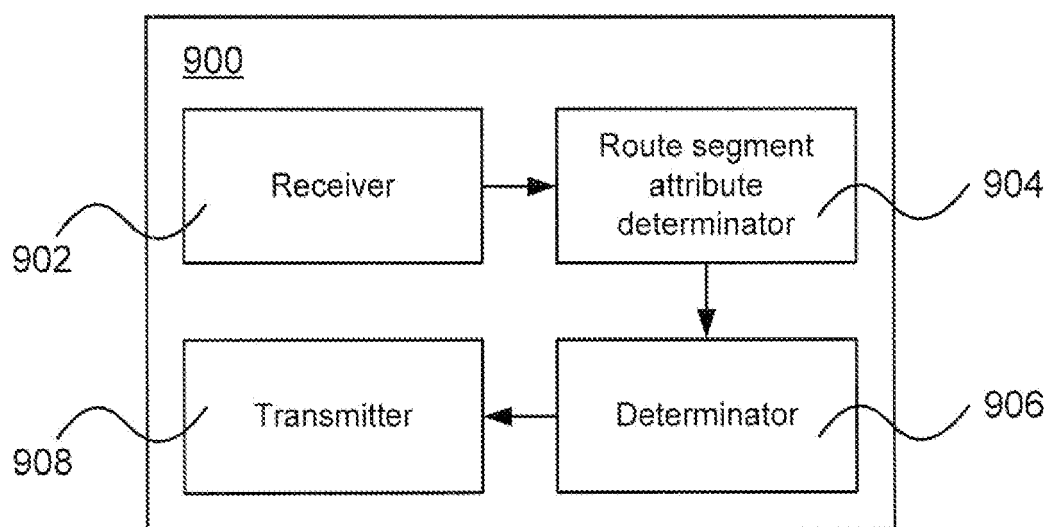 900
Receiver
Route segment
attribute
determinator
904
902
Transmitter
Determinator
906
908